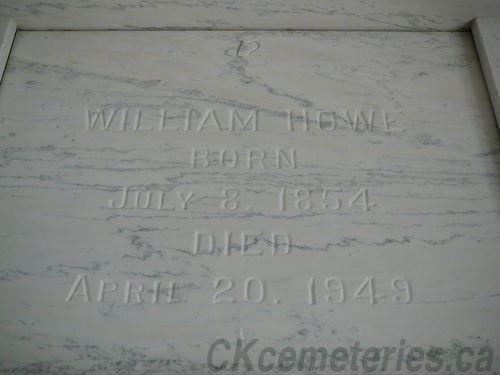 12
WILLIAM HOWE
BORN
JULY 8, 1854
DIED
APRIL 20, 1949
CKcemeteries.ca